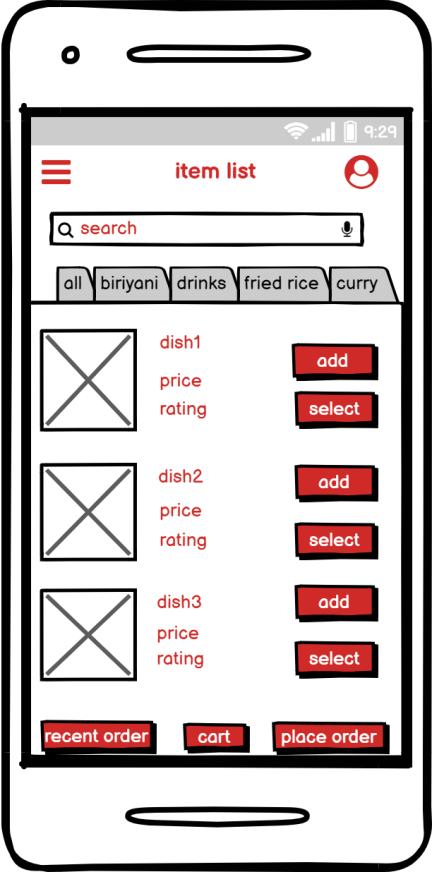 9:29
item list
search
all biriyani drinks fried rice curry
dish1
add
price
rating
select
dish2
add
price
rating
select
dish3
add
price
rating
select
recent order cart place order